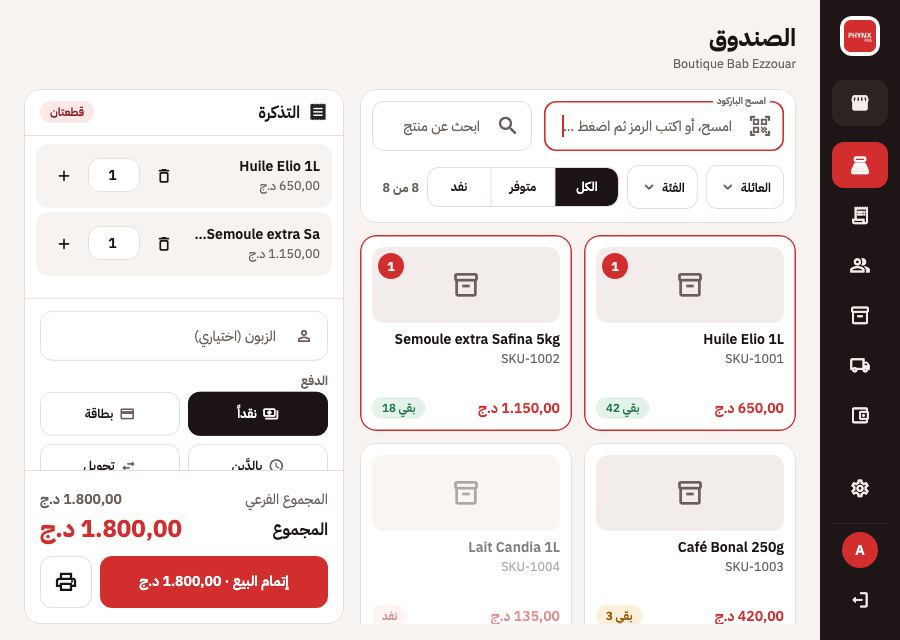 PHYNX
POS
الصندوق
Boutique Bab Ezzouar
امسح الباركود
امسح، أو اكتب الرمز ثم اضغط ...
ابحث عن منتج
العائلة
الفئة
الكل
متوفر
نفد
8 من 8
1
Huile Elio 1L
SKU-1001
650,00 د.ج
بقي 42
1
Semoule extra Safina 5kg
SKU-1002
1.150,00 د.ج
بقي 18
Café Bonal 250g
SKU-1003
420,00 د.ج
بقي 3
Lait Candia 1L
SKU-1004
135,00 د.ج
نفد
التذكرة
قطعتان
Huile Elio 1L
650,00 د.ج
1
Semoule extra Sa...
1.150,00 د.ج
1
الزبون (اختياري)
الدفع
نقداً
بطاقة
بالدَّين
تحويل
المجموع الفرعي
1.800,00 د.ج
المجموع
1.800,00 د.ج
إتمام البيع · 1.800,00 د.ج
A